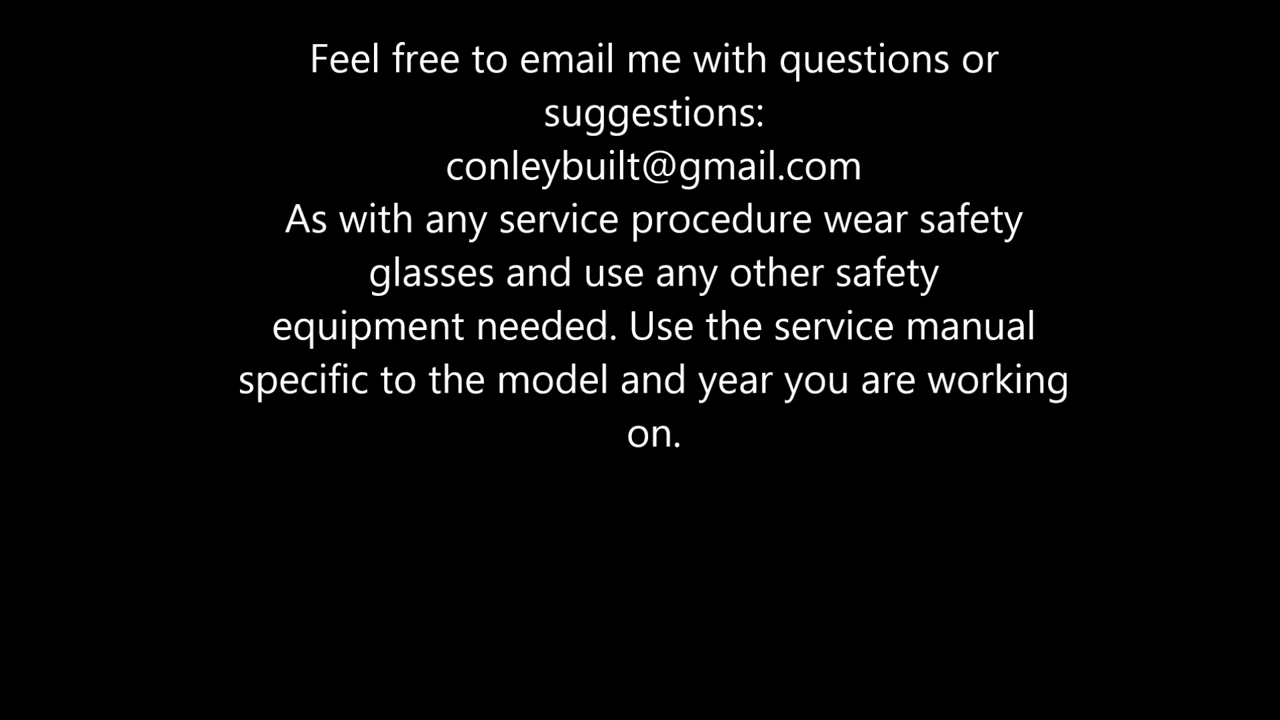 Feel free to email me with questions or
suggestions:
conleybuilt@gmail.com
As with any service procedure wear safety
glasses and use any other safety
equipment needed. Use the service manual
specific to the model and year you are working
on.